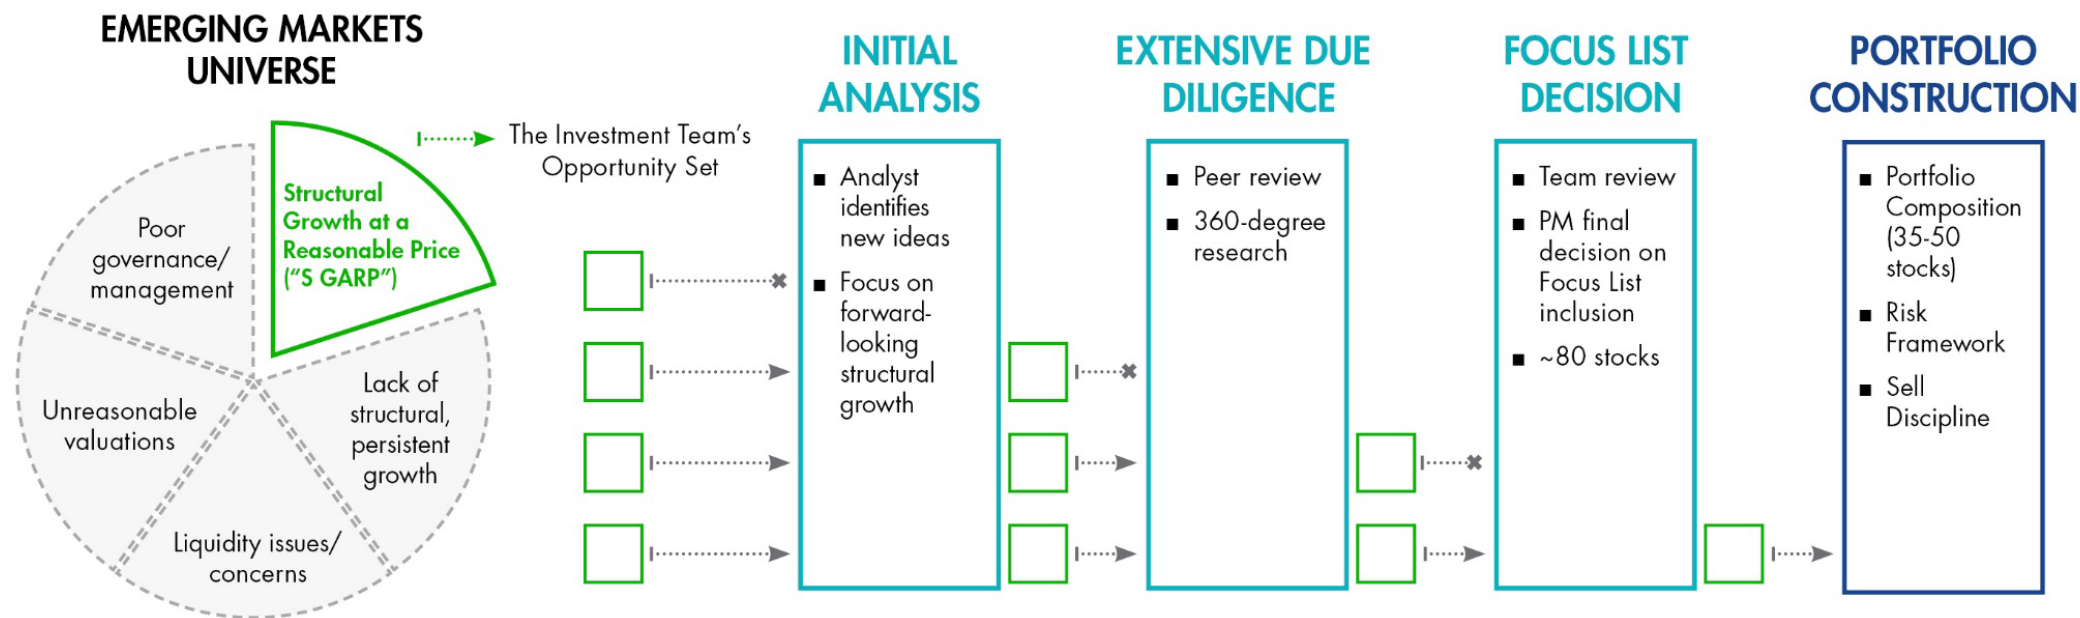 EMERGING MARKETS
UNIVERSE
Structural
Growth at a
Reasonable Price
(“S GARP”)
The Investment Team’s
Opportunity Set
Poor
governance/
management
Unreasonable
valuations
Liquidity issues/
concerns
Lack of
structural,
persistent
growth
INITIAL
ANALYSIS
■ Analyst
identifies
new ideas
■ Focus on
forward-
looking
structural
growth
EXTENSIVE DUE
DILIGENCE
■ Peer review
■ 360-degree
research
FOCUS LIST
DECISION
■ Team review
■ PM final
decision on
Focus List
inclusion
■ ~80 stocks
PORTFOLIO
CONSTRUCTION
■ Portfolio
Composition
(35-50
stocks)
■ Risk
Framework
■ Sell
Discipline